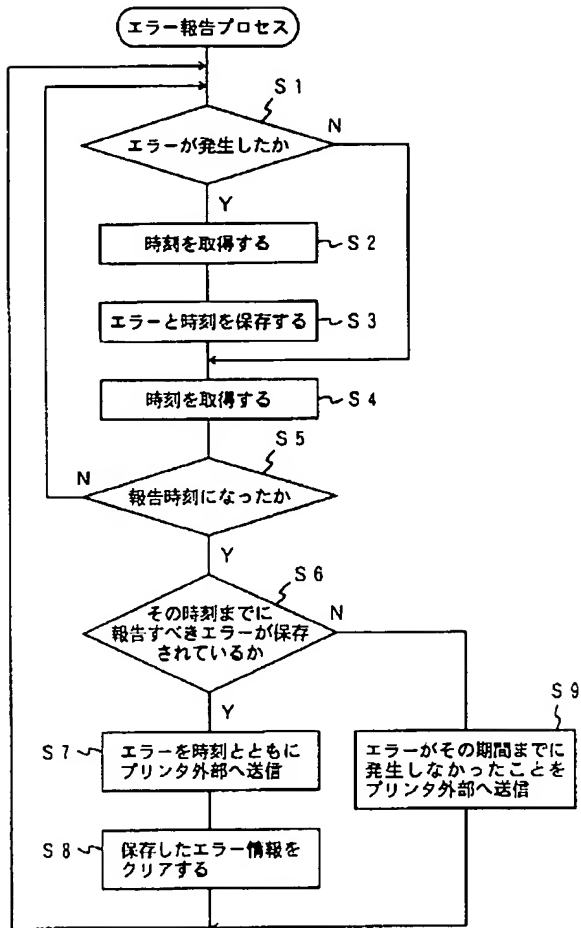 エラー報告プロセス
S1
エラーが発生したか
N
Y
時刻を取得する
S2
エラーと時刻を保存する
S3
時刻を取得する
S4
S5
N
報告時刻になったか
Y
S6
その時刻までに
報告すべきエラーが保存
されているか
N
Y
S7
エラーを時刻とともに
プリンタ外部へ送信
S9
エラーがその期間までに
発生しなかったことを
プリンタ外部へ送信
S8
保存したエラー情報を
クリアする